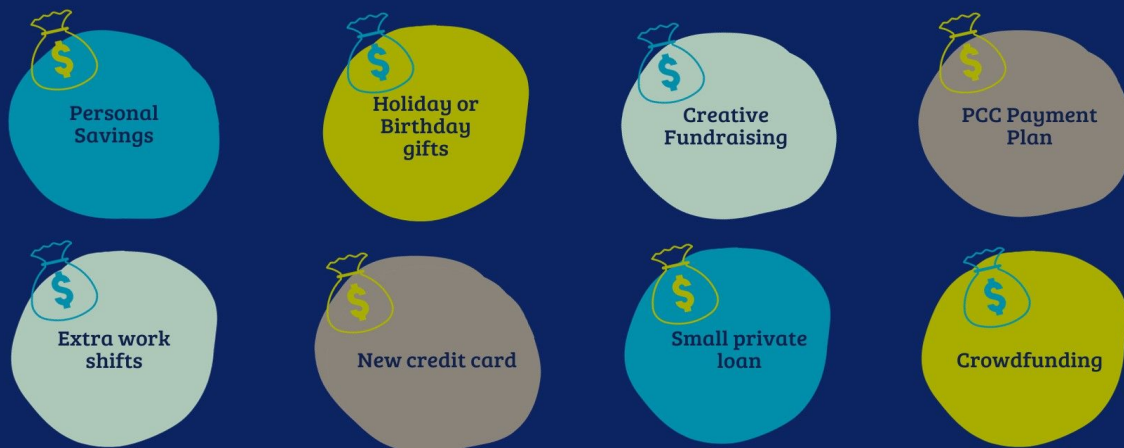 $
Personal
Savings
$
Holiday or
Birthday
gifts
$
Creative
Fundraising
$
PCC Payment
Plan
$
Extra work
shifts
$
New credit card
$
Small private
loan
$
Crowdfunding